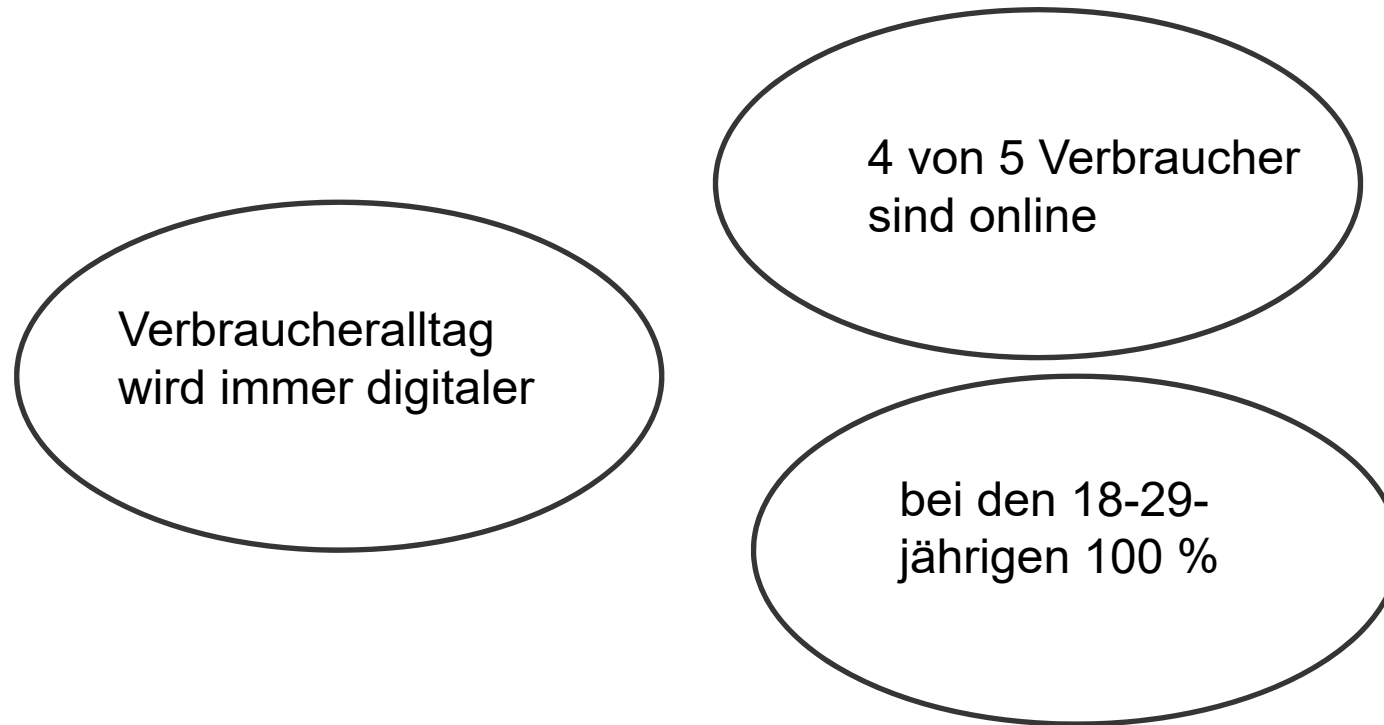 Verbraucheralltag
wird immer digitaler
4 von 5 Verbraucher
sind online
bei den 18-29-
jährigen 100 %